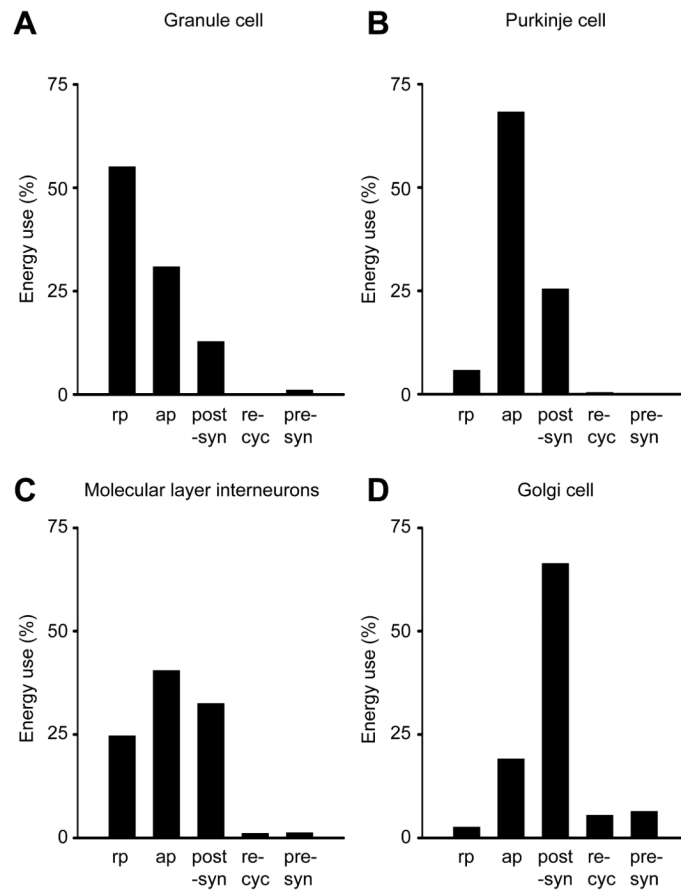 A Granule cell
75
50
25
0
Energy use (%)
rp ap post re- pre-
-syn cyc syn
B Purkinje cell
75
50
25
0
Energy use (%)
rp ap post re- pre-
-syn cyc syn
C Molecular layer interneurons
75
50
25
0
Energy use (%)
rp ap post re- pre-
-syn cyc syn
D Golgi cell
75
50
25
0
Energy use (%)
rp ap post re- pre-
-syn cyc syn